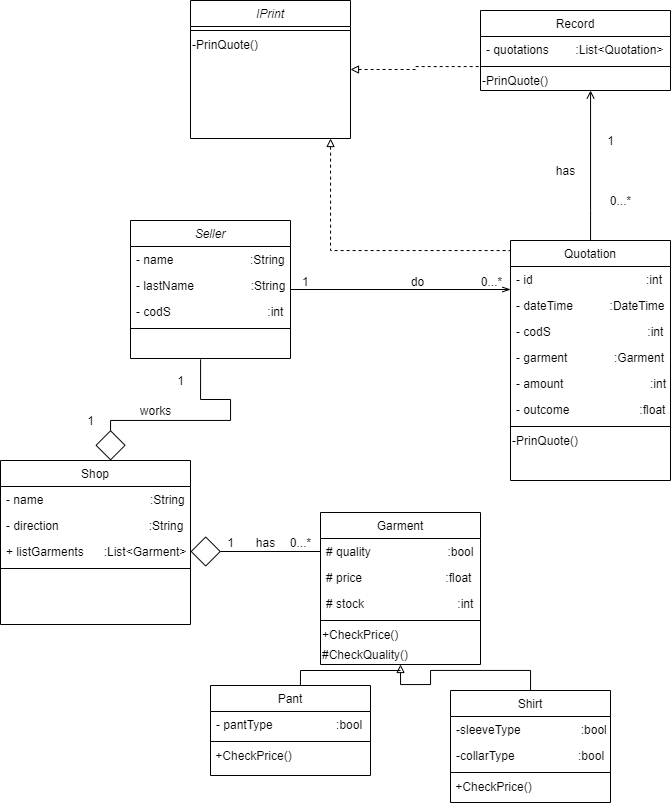 IPrint
-PrinQuote()
Record
- quotations :List<Quotation>
-PrinQuote()
1
has
0...*
Seller
- name :String
- lastName :String
- codS :int
1 do 0...*
Quotation
- id :int
- dateTime :DateTime
- codS :int
- garment :Garment
- amount :int
- outcome :float
-PrinQuote()
1
works
1
Shop
- name :String
- direction :String
+ listGarments :List<Garment>
1 has 0...*
Garment
# quality :bool
# price :float
# stock :int
+CheckPrice()
#CheckQuality()
Pant
- pantType :bool
+CheckPrice()
Shirt
-sleeveType :bool
-collarType :bool
+CheckPrice()